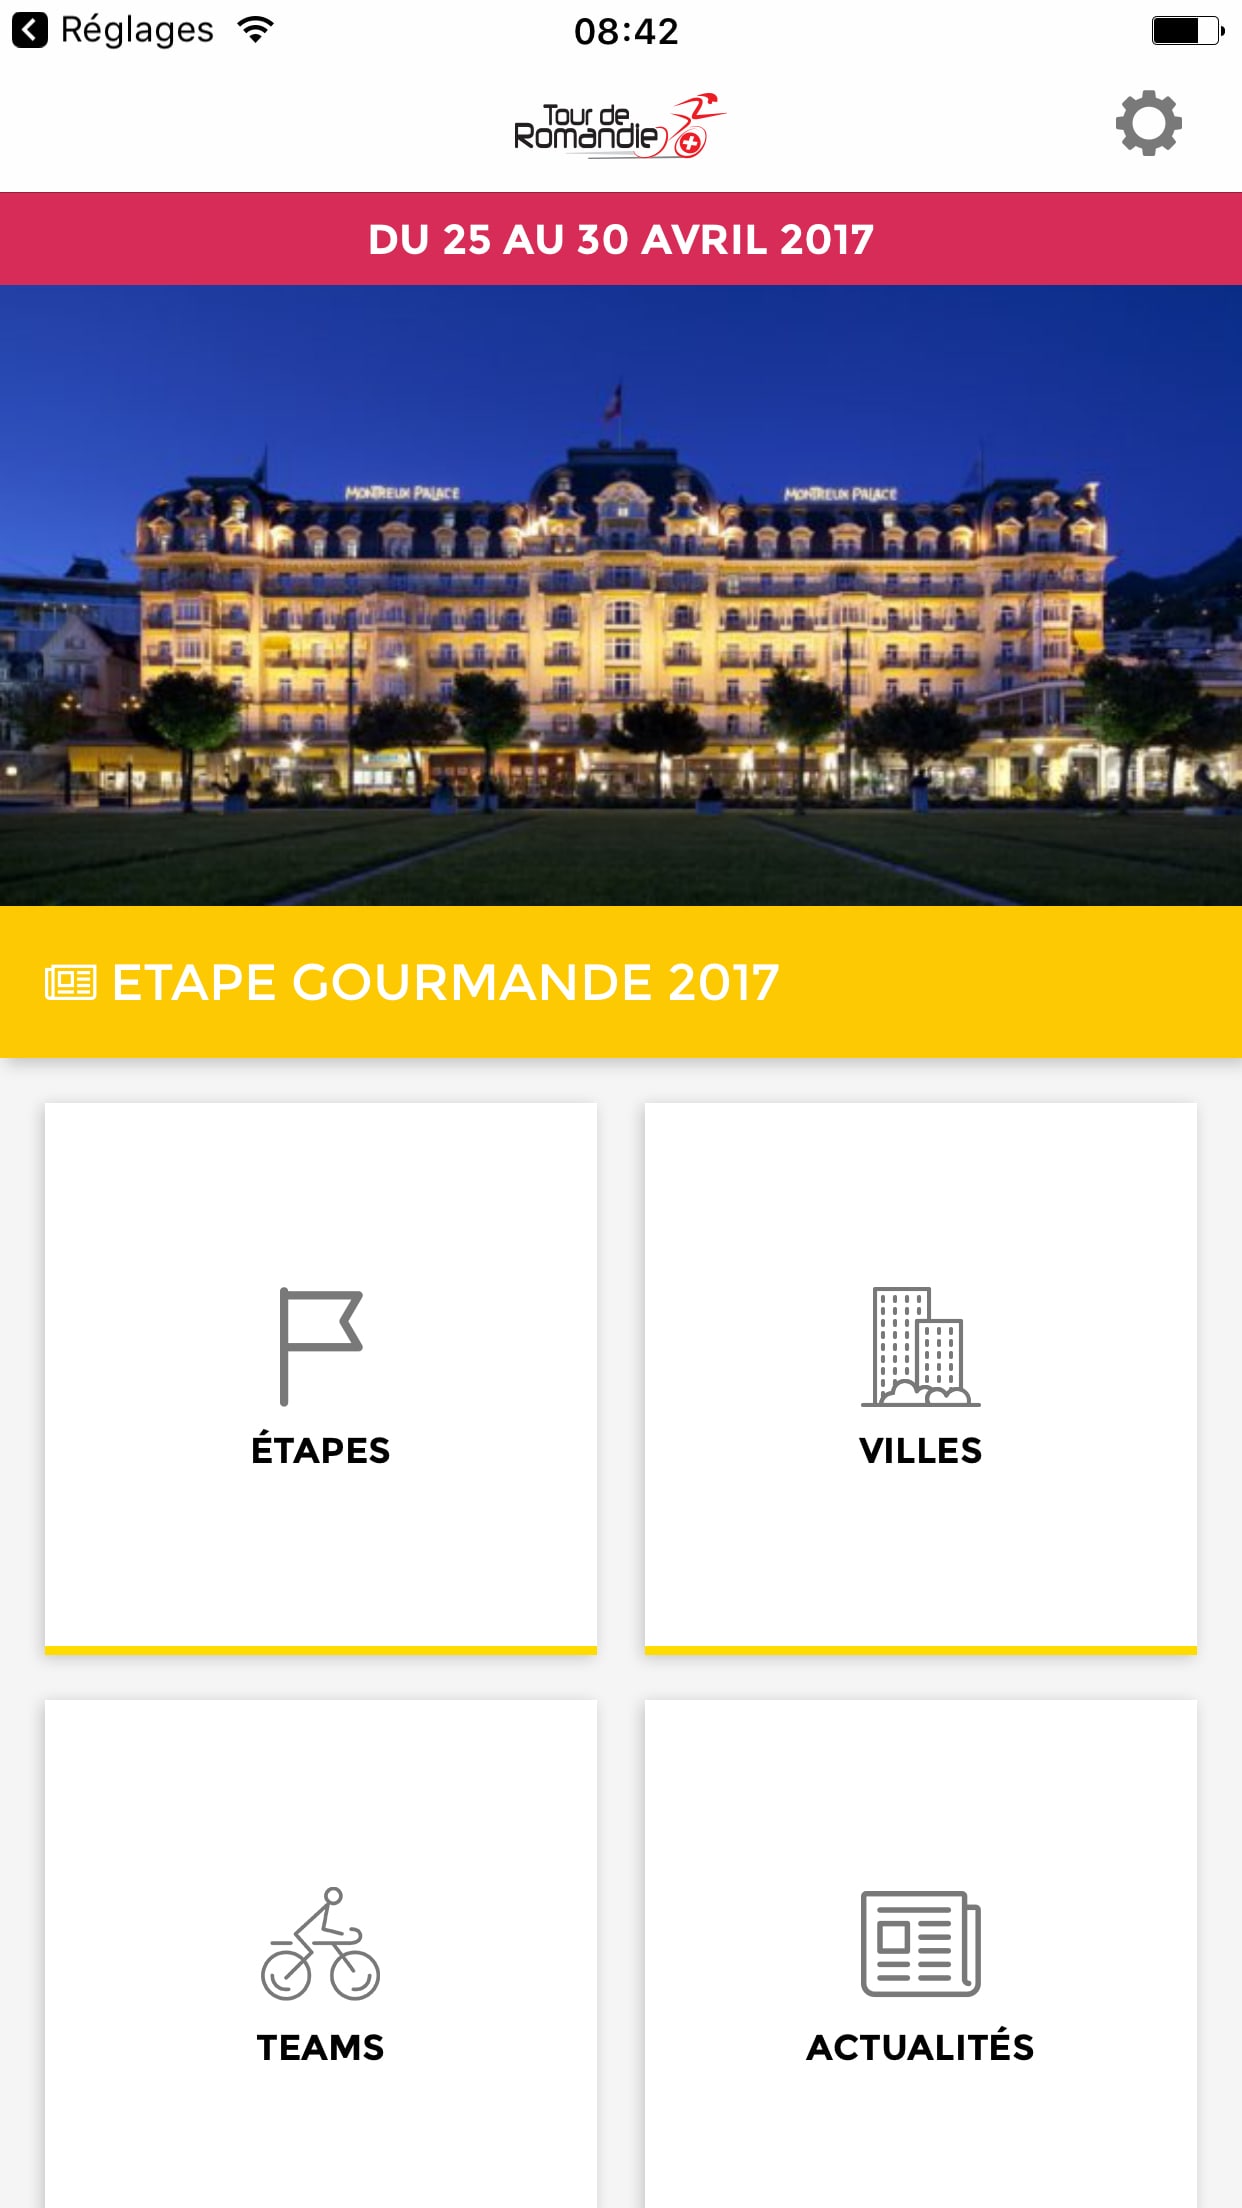 Réglages
08:42
Tour de
Romandie
DU 25 AU 30 AVRIL 2017
MONTREUX PALACE
MONTREUX PALACE
ETAPE GOURMANDE 2017
ÉTAPES
VILLES
TEAMS
ACTUALITÉS